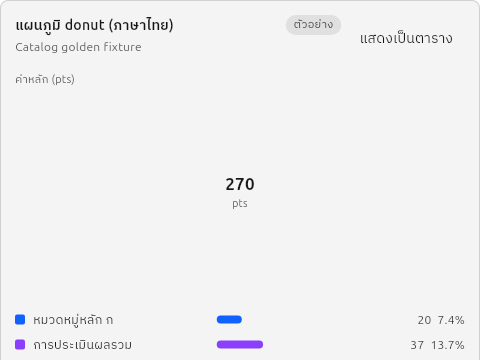 แผนภูมิ donut (ภาษาไทย)
ตัวอย่าง
แสดงเป็นตาราง
Catalog golden fixture
ค่าหลัก (pts)
270
pts
หมวดหมู่หลัก ก 20 7.4%
การประเมินผลรวม 37 13.7%